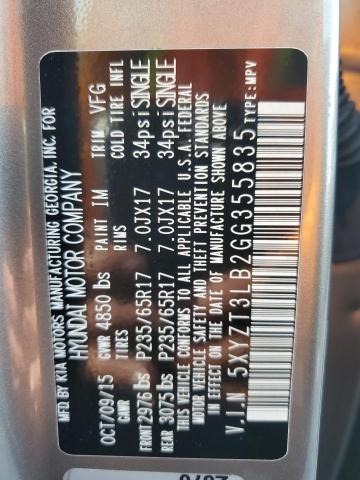 MFD BY KIA MOTORS MANUFACTURING GEORGIA, INC. FOR
HYUNDAI MOTOR COMPANY
OCT/09/15 GWR 4850 lbs PAINT IM TRIM VFG
GAWR RIMS COLD TIRE INFL
FRONT 2976 lbs P235/65R17 7.0JX17 34psi SINGLE
REAR 3075 lbs P235/65R17 7.0JX17 34psi SINGLE
THIS VEHICLE CONFORMS TO ALL APPLICABLE U.S.A. FEDERAL
MOTOR VEHICLE SAFETY AND THEFT PREVENTION STANDARDS
IN EFFECT ON THE DATE OF MANUFACTURE SHOWN ABOVE
V.I.N 5XYZT3LB2GG355835 TYPE:MPV